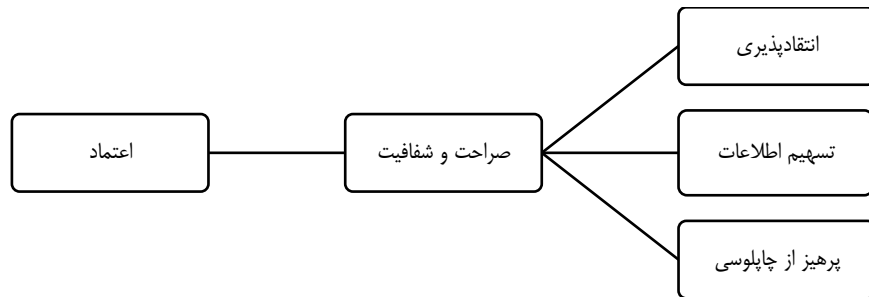 انتقادپذیری
تسهیم اطلاعات
صراحت و شفافیت
اعتماد
پرهیز از چاپلوسی